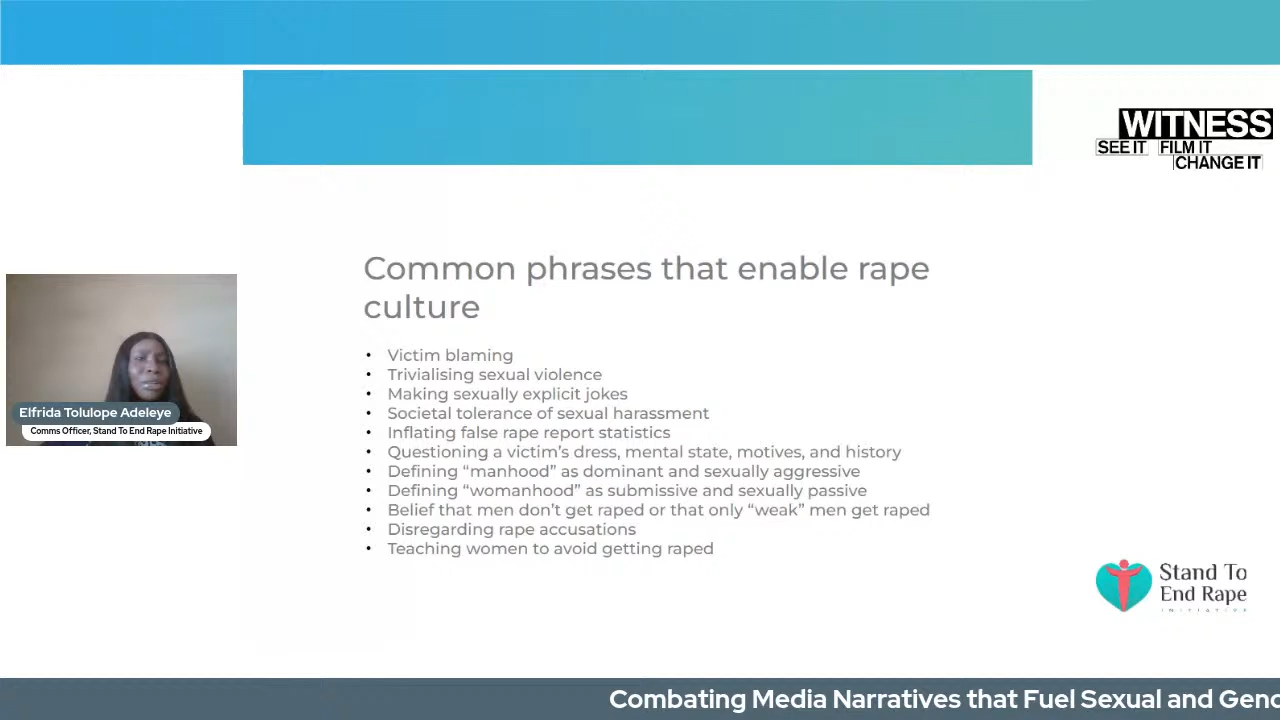 WITNESS
SEE IT FILM IT
CHANGE IT
Common phrases that enable rape
culture
• Victim blaming
• Trivialising sexual violence
• Making sexually explicit jokes
• Societal tolerance of sexual harassment
• Inflating false rape report statistics
• Questioning a victim’s dress, mental state, motives, and history
• Defining “manhood” as dominant and sexually aggressive
• Defining “womanhood” as submissive and sexually passive
• Belief that men don’t get raped or that only “weak” men get raped
• Disregarding rape accusations
• Teaching women to avoid getting raped
Elfrida Tolulope Adeleye
Comms Officer, Stand To End Rape Initiative
Stand To
End Rape
INITIATIVE
Combating Media Narratives that Fuel Sexual and Gend